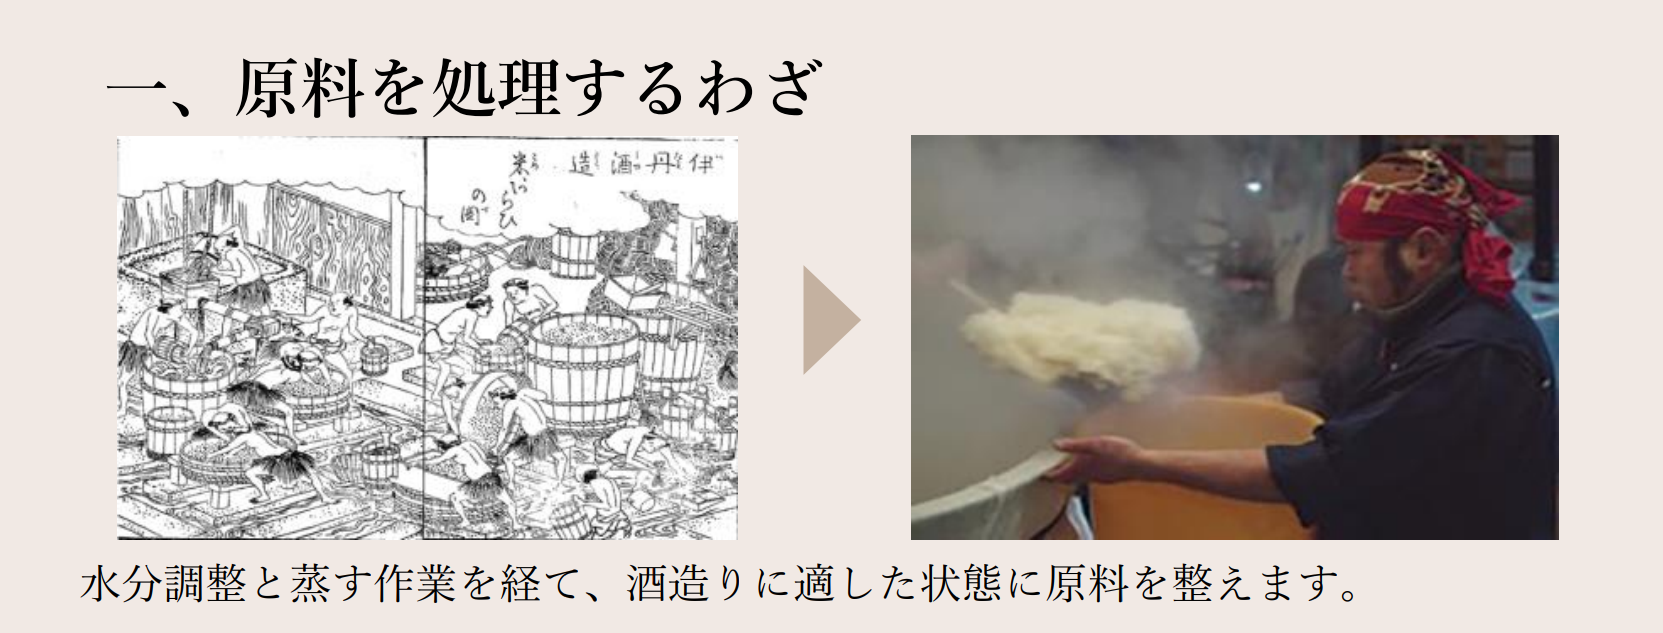 一、原料を処理するわざ
伊丹酒造
米あらひ
の図
水分調整と蒸す作業を経て、酒造りに適した状態に原料を整えます。